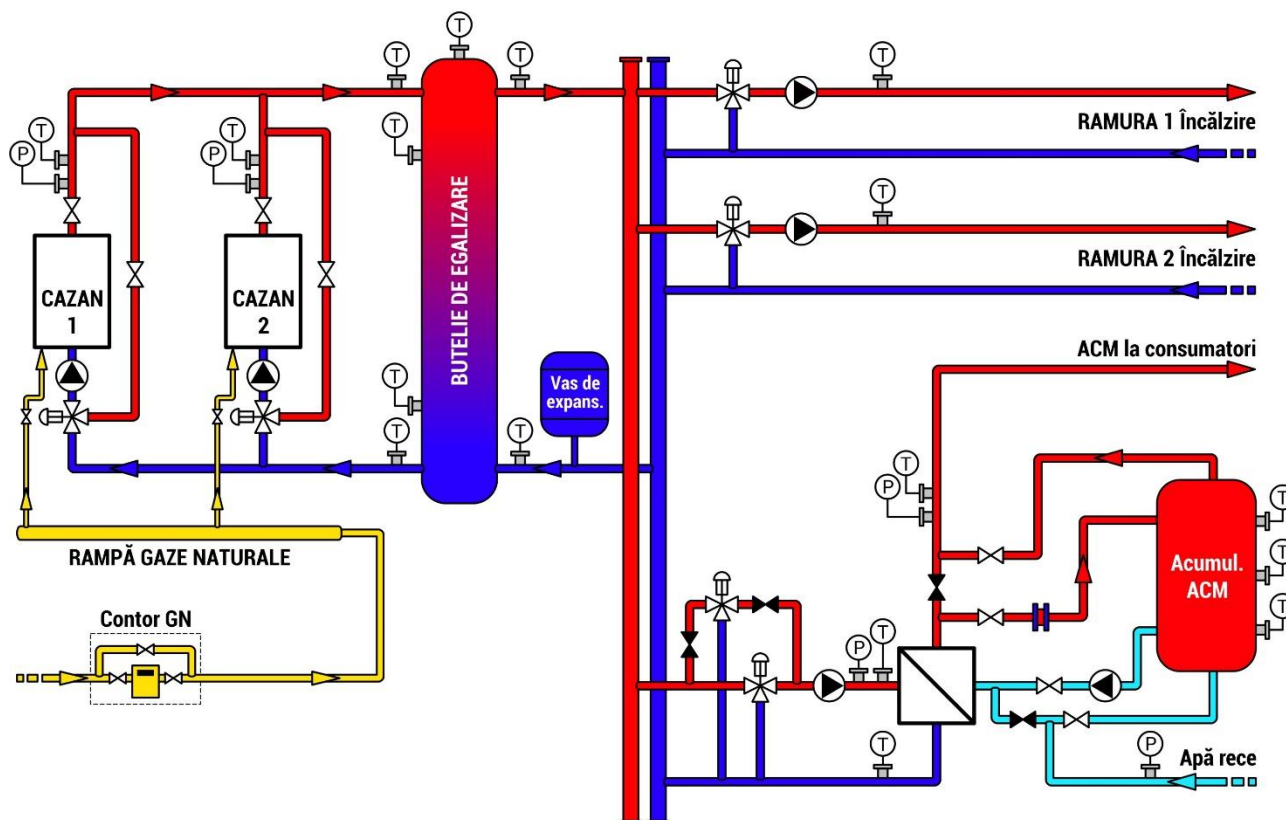 T
T
T
T
RAMURA 1 Încălzire
T
T
P
T
P
T
T
BUTELIE DE EGALIZARE
CAZAN
1
CAZAN
2
RAMURA 2 Încălzire
ACM la consumatori
Vas de
expans.
T
T
T
T
P
T
T
T
Acumul.
ACM
RAMPĂ GAZE NATURALE
Contor GN
P
T
T
P
Apă rece